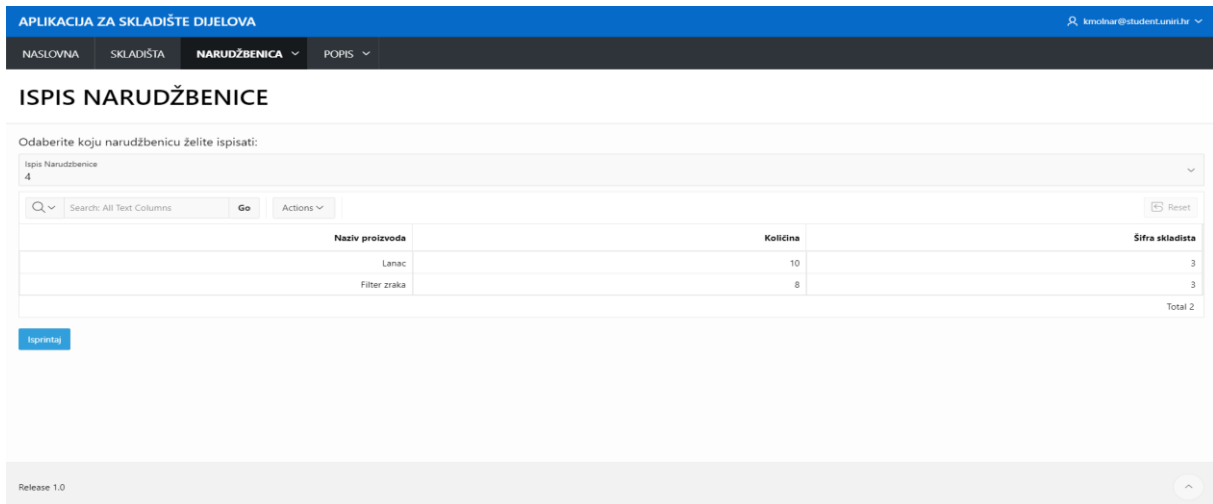 APLIKACIJA ZA SKLADIŠTE DIJELOVA kmolnar@student.uniri.hr
NASLOVNA SKLADIŠTA NARUDŽBENICA POPIS
ISPIS NARUDŽBENICE
Odaberite koju narudžbenicu želite ispisati:
Ispis Narudzbenice
4
Search: All Text Columns Go Actions Reset
Naziv proizvoda Količina Šifra skladista
Lanac 10 3
Filter zraka 8 3
Total 2
Isprintaj
Release 1.0